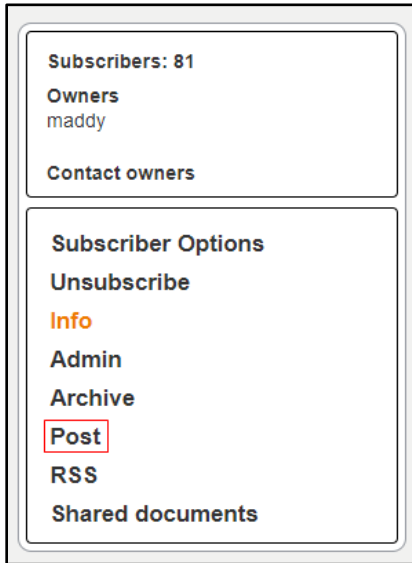 Subscribers: 81
Owners
maddy
Contact owners
Subscriber Options
Unsubscribe
Info
Admin
Archive
Post
RSS
Shared documents